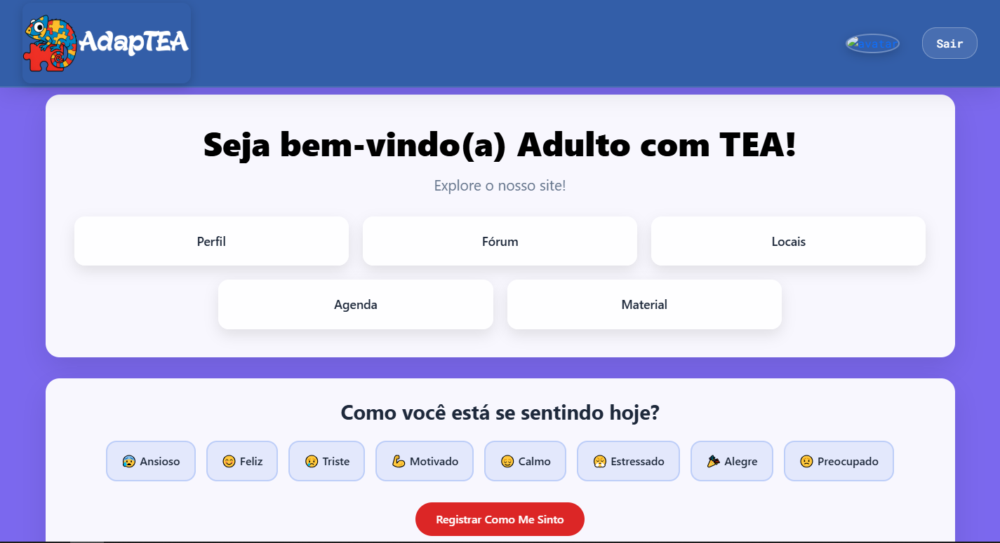 AdapTEA
avatar
Sair
Seja bem-vindo(a) Adulto com TEA!
Explore o nosso site!
Perfil
Fórum
Locais
Agenda
Material
Como você está se sentindo hoje?
😰 Ansioso
😊 Feliz
😢 Triste
💪 Motivado
😌 Calmo
😤 Estressado
🎉 Alegre
😟 Preocupado
Registrar Como Me Sinto